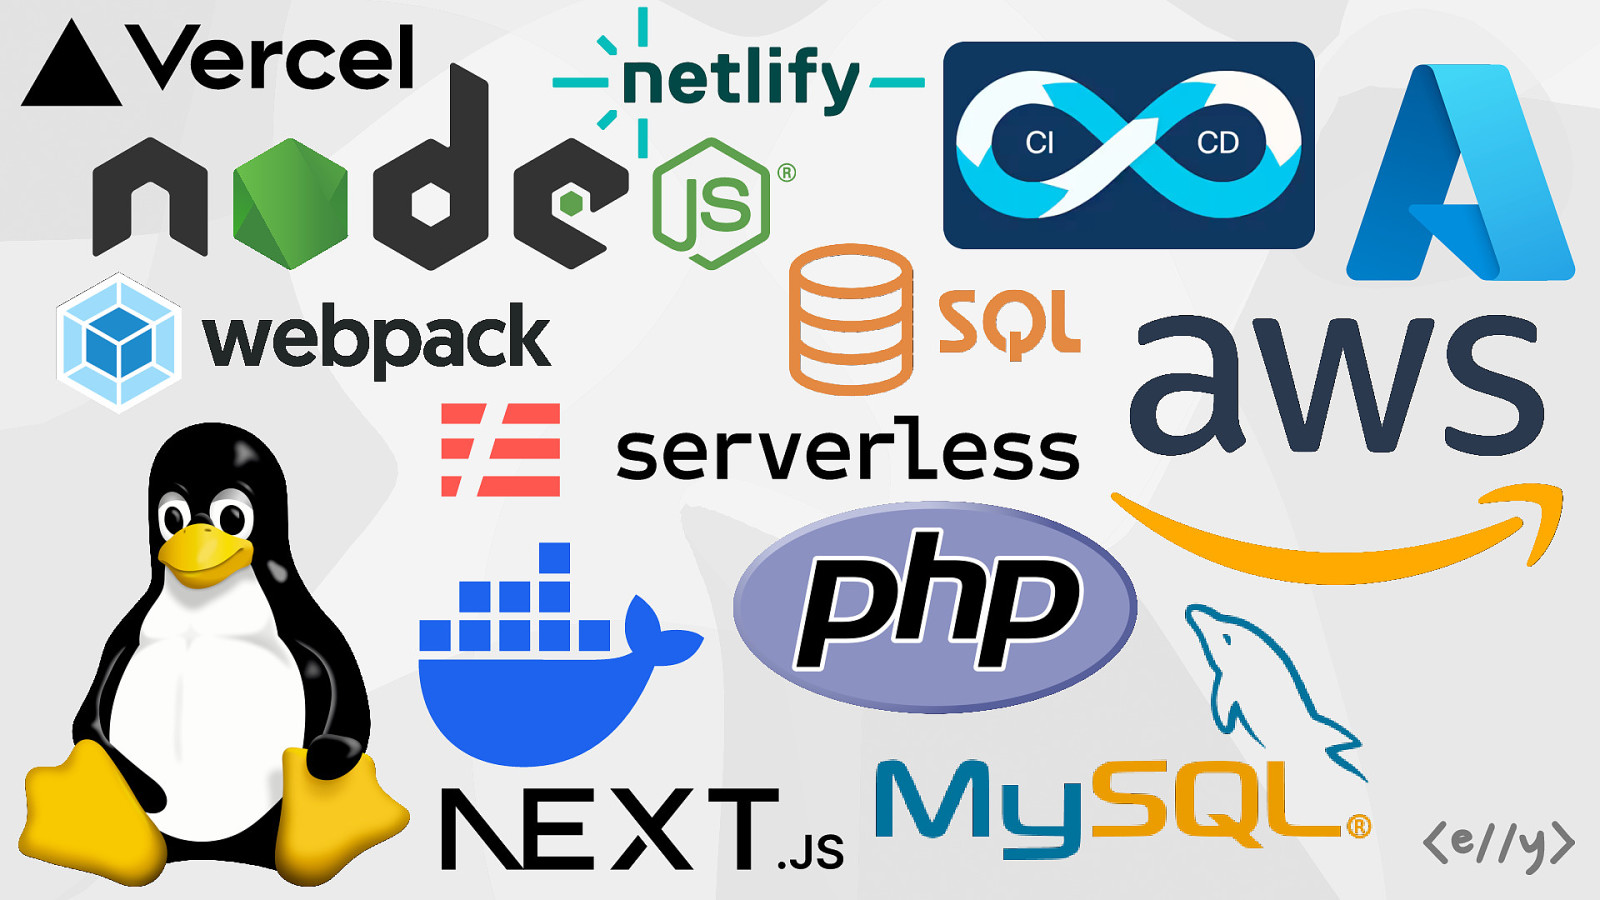 Vercel
netlify
CI CD
node
JS®
webpack
SQL
aws
serverless
php
MySQL®
NEXT.JS
<e//y>